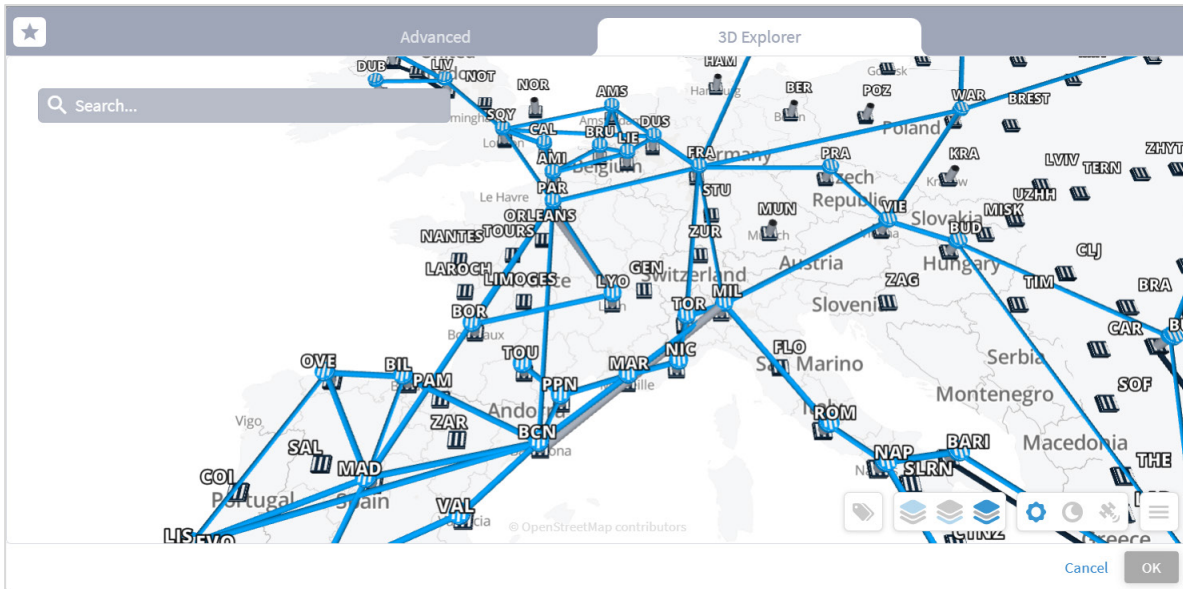 Advanced
3D Explorer
Search...
DUB
LIV
NOT
NOR
AMS
HAM
BER
POZ
WAR
BREST
SQY
CAL
BRU
LIE
DUS
Poland
AMI
Belgium
FRA
PRA
KRA
LVIV
TERN
ZHYT
Le Havre
PAR
STU
Republic
UZHH
ORLEANS
MUN
VIE
Slovakia
MISK
NANTES
TOURS
ZUR
BUD
LAROCH
LIMOGES
GEN
Switzerland
Austria
Hungary
CLJ
LYO
MIL
ZAG
TIM
BRA
BOR
TOR
CAR
TOU
MAR
NIC
FLO
San Marino
Serbia
OVE
BIL
PAM
PPN
Montenegro
SOF
Vigo
Andorra
ZAR
BCN
ROM
Macedonia
SAL
MAD
NAP
BARI
THE
COI
Portugal
Spain
SLRN
VAL
© OpenStreetMap contributors
LIS
EVO
CTNZ
Greece
Cancel
OK